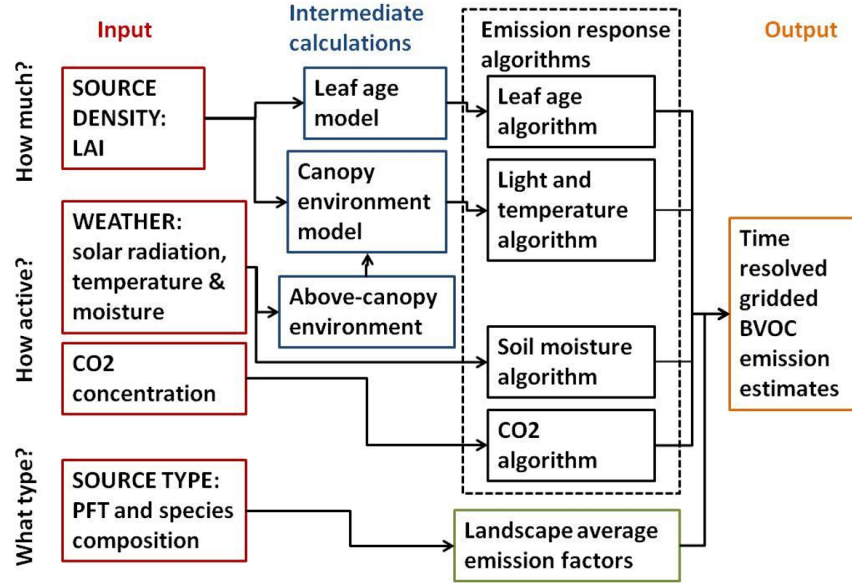 Input
Intermediate
calculations
Emission response
algorithms
Output
How much?
SOURCE
DENSITY:
LAI
Leaf age
model
Leaf age
algorithm
Canopy
environment
model
Light and
temperature
algorithm
How active?
WEATHER:
solar radiation,
temperature &
moisture
Above-canopy
environment
Soil moisture
algorithm
CO2
concentration
CO2
algorithm
Time
resolved
gridded
BVOC
emission
estimates
What type?
SOURCE TYPE:
PFT and species
composition
Landscape average
emission factors